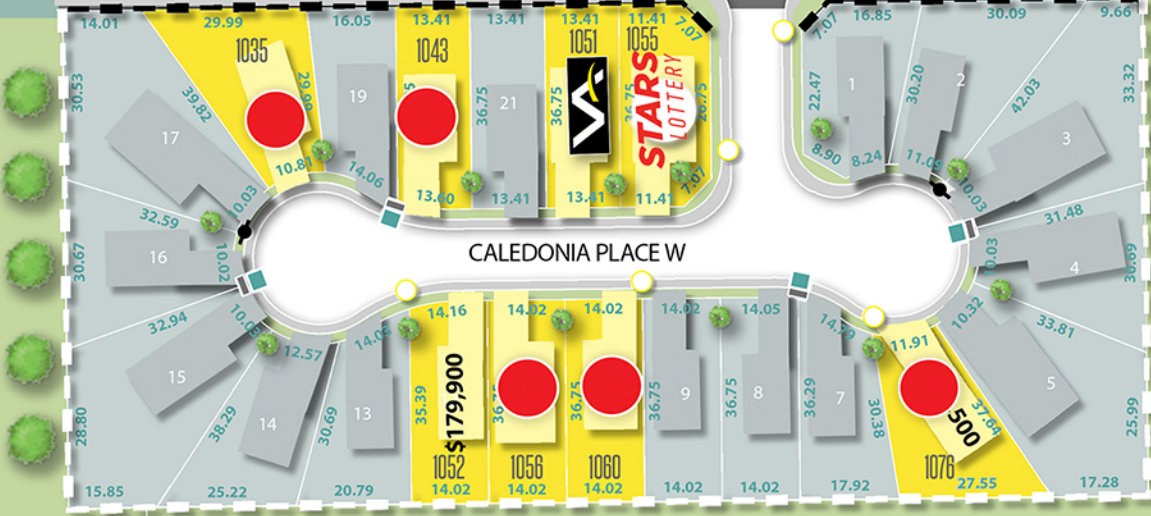 14.01 29.99 16.05 13.41 13.41 13.41 11.41 7.07 7.07 16.85 30.09 9.66
1035 1043 1051 1055
30.53 39.82 29.99 36.75 36.75 22.47 30.20 42.03 33.32
19 21 1 2
17 3
VA
STARS
LOTTERY
36.75 26.75
10.81 14.06 8.90 8.24 11.09
10.03 13.60 13.41 13.41 11.41 7.07 10.03
32.59 31.48
CALEDONIA PLACE W
30.67 16 10.02 10.03 4 30.69
32.94 14.16 14.02 14.02 14.02 14.05 14.79 10.32 33.81
12.57 14.05 11.91
15 5
$179,900
35.39 36.75 36.75 36.75 36.29
13 9 8 7
14 500
28.80 38.29 30.69 30.38 37.64 25.99
1052 1056 1060 1076
15.85 25.22 20.79 14.02 14.02 14.02 14.02 14.02 17.92 27.55 17.28